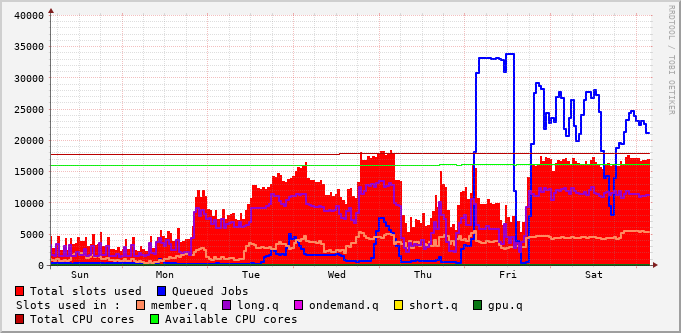 40000
35000
30000
25000
20000
15000
10000
5000
0
Sun Mon Tue Wed Thu Fri Sat
Total slots used Queued Jobs
Slots used in : member.q long.q ondemand.q short.q gpu.q
Total CPU cores Available CPU cores
RRDTOOL / TOBI OETIKER